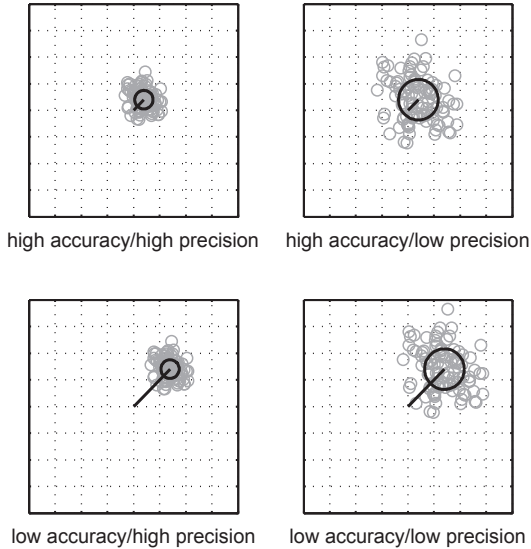 high accuracy/high precision
high accuracy/low precision
low accuracy/high precision
low accuracy/low precision